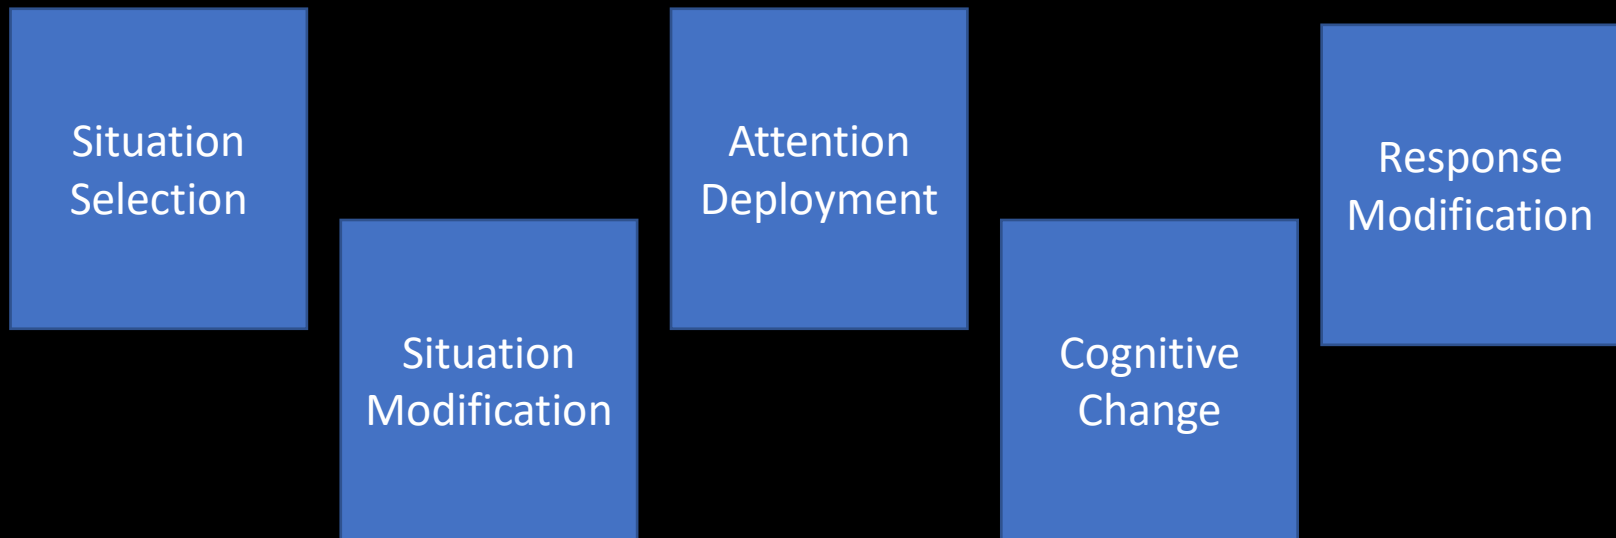 Situation
Selection
Situation
Modification
Attention
Deployment
Cognitive
Change
Response
Modification